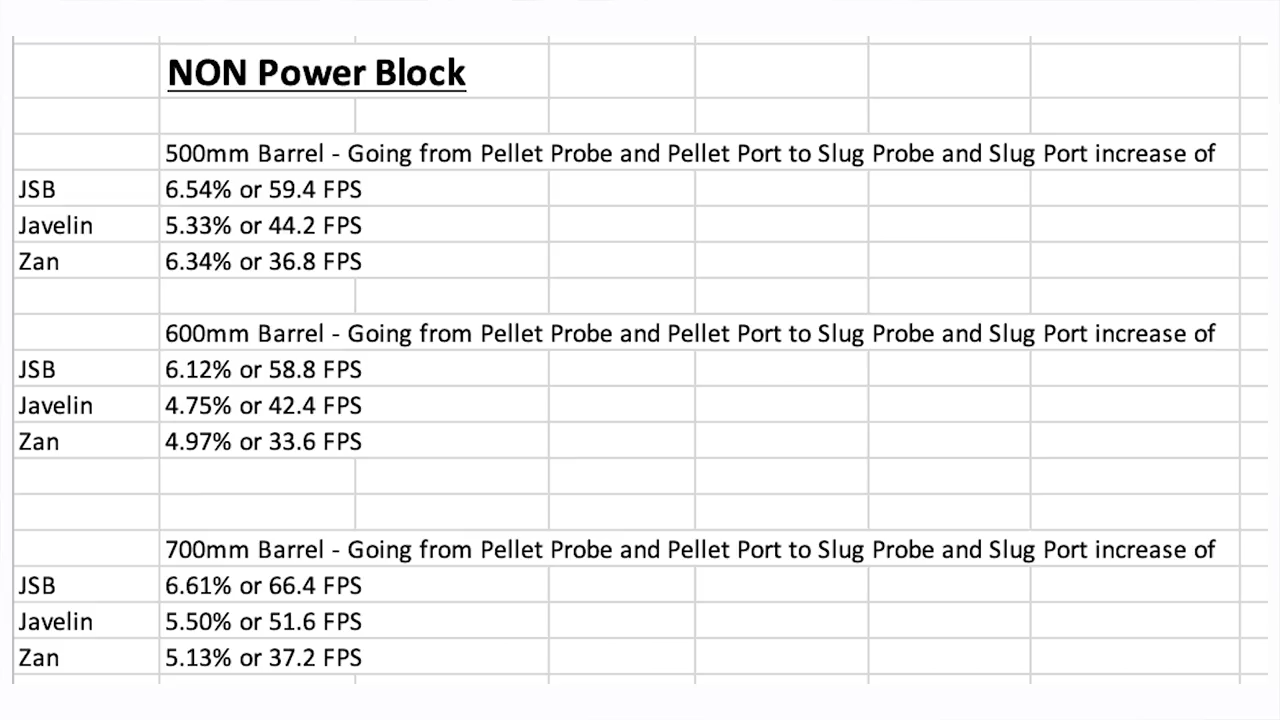 NON Power Block
500mm Barrel - Going from Pellet Probe and Pellet Port to Slug Probe and Slug Port increase of
JSB 6.54% or 59.4 FPS
Javelin 5.33% or 44.2 FPS
Zan 6.34% or 36.8 FPS
600mm Barrel - Going from Pellet Probe and Pellet Port to Slug Probe and Slug Port increase of
JSB 6.12% or 58.8 FPS
Javelin 4.75% or 42.4 FPS
Zan 4.97% or 33.6 FPS
700mm Barrel - Going from Pellet Probe and Pellet Port to Slug Probe and Slug Port increase of
JSB 6.61% or 66.4 FPS
Javelin 5.50% or 51.6 FPS
Zan 5.13% or 37.2 FPS